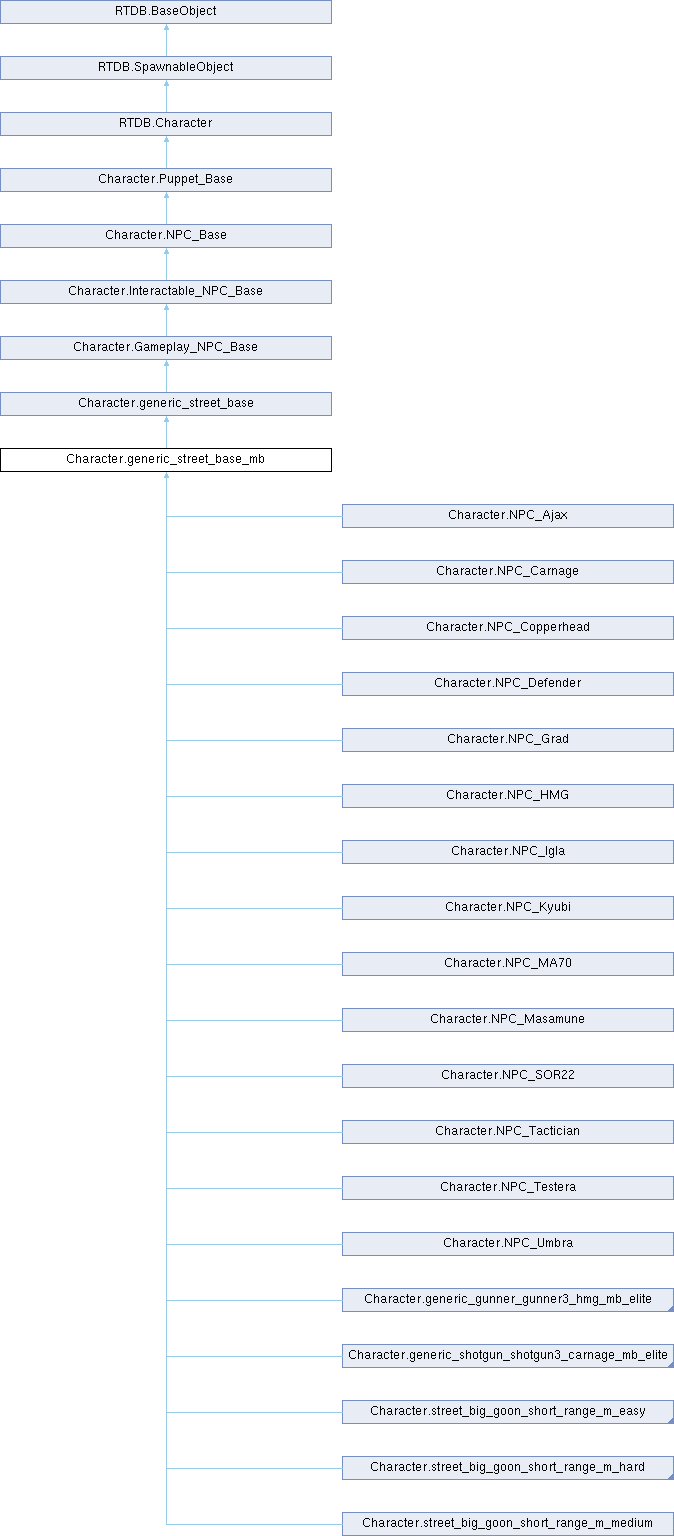 RTDB.BaseObject
RTDB.SpawnableObject
RTDB.Character
Character.Puppet_Base
Character.NPC_Base
Character.Interactable_NPC_Base
Character.Gameplay_NPC_Base
Character.generic_street_base
Character.generic_street_base_mb
Character.NPC_Ajax
Character.NPC_Carnage
Character.NPC_Copperhead
Character.NPC_Defender
Character.NPC_Grad
Character.NPC_HMG
Character.NPC_Igla
Character.NPC_Kyubi
Character.NPC_MA70
Character.NPC_Masamune
Character.NPC_SOR22
Character.NPC_Tactician
Character.NPC_Testera
Character.NPC_Umbra
Character.generic_gunner_gunner3_hmg_mb_elite
Character.generic_shotgun_shotgun3_carnage_mb_elite
Character.street_big_goon_short_range_m_easy
Character.street_big_goon_short_range_m_hard
Character.street_big_goon_short_range_m_medium